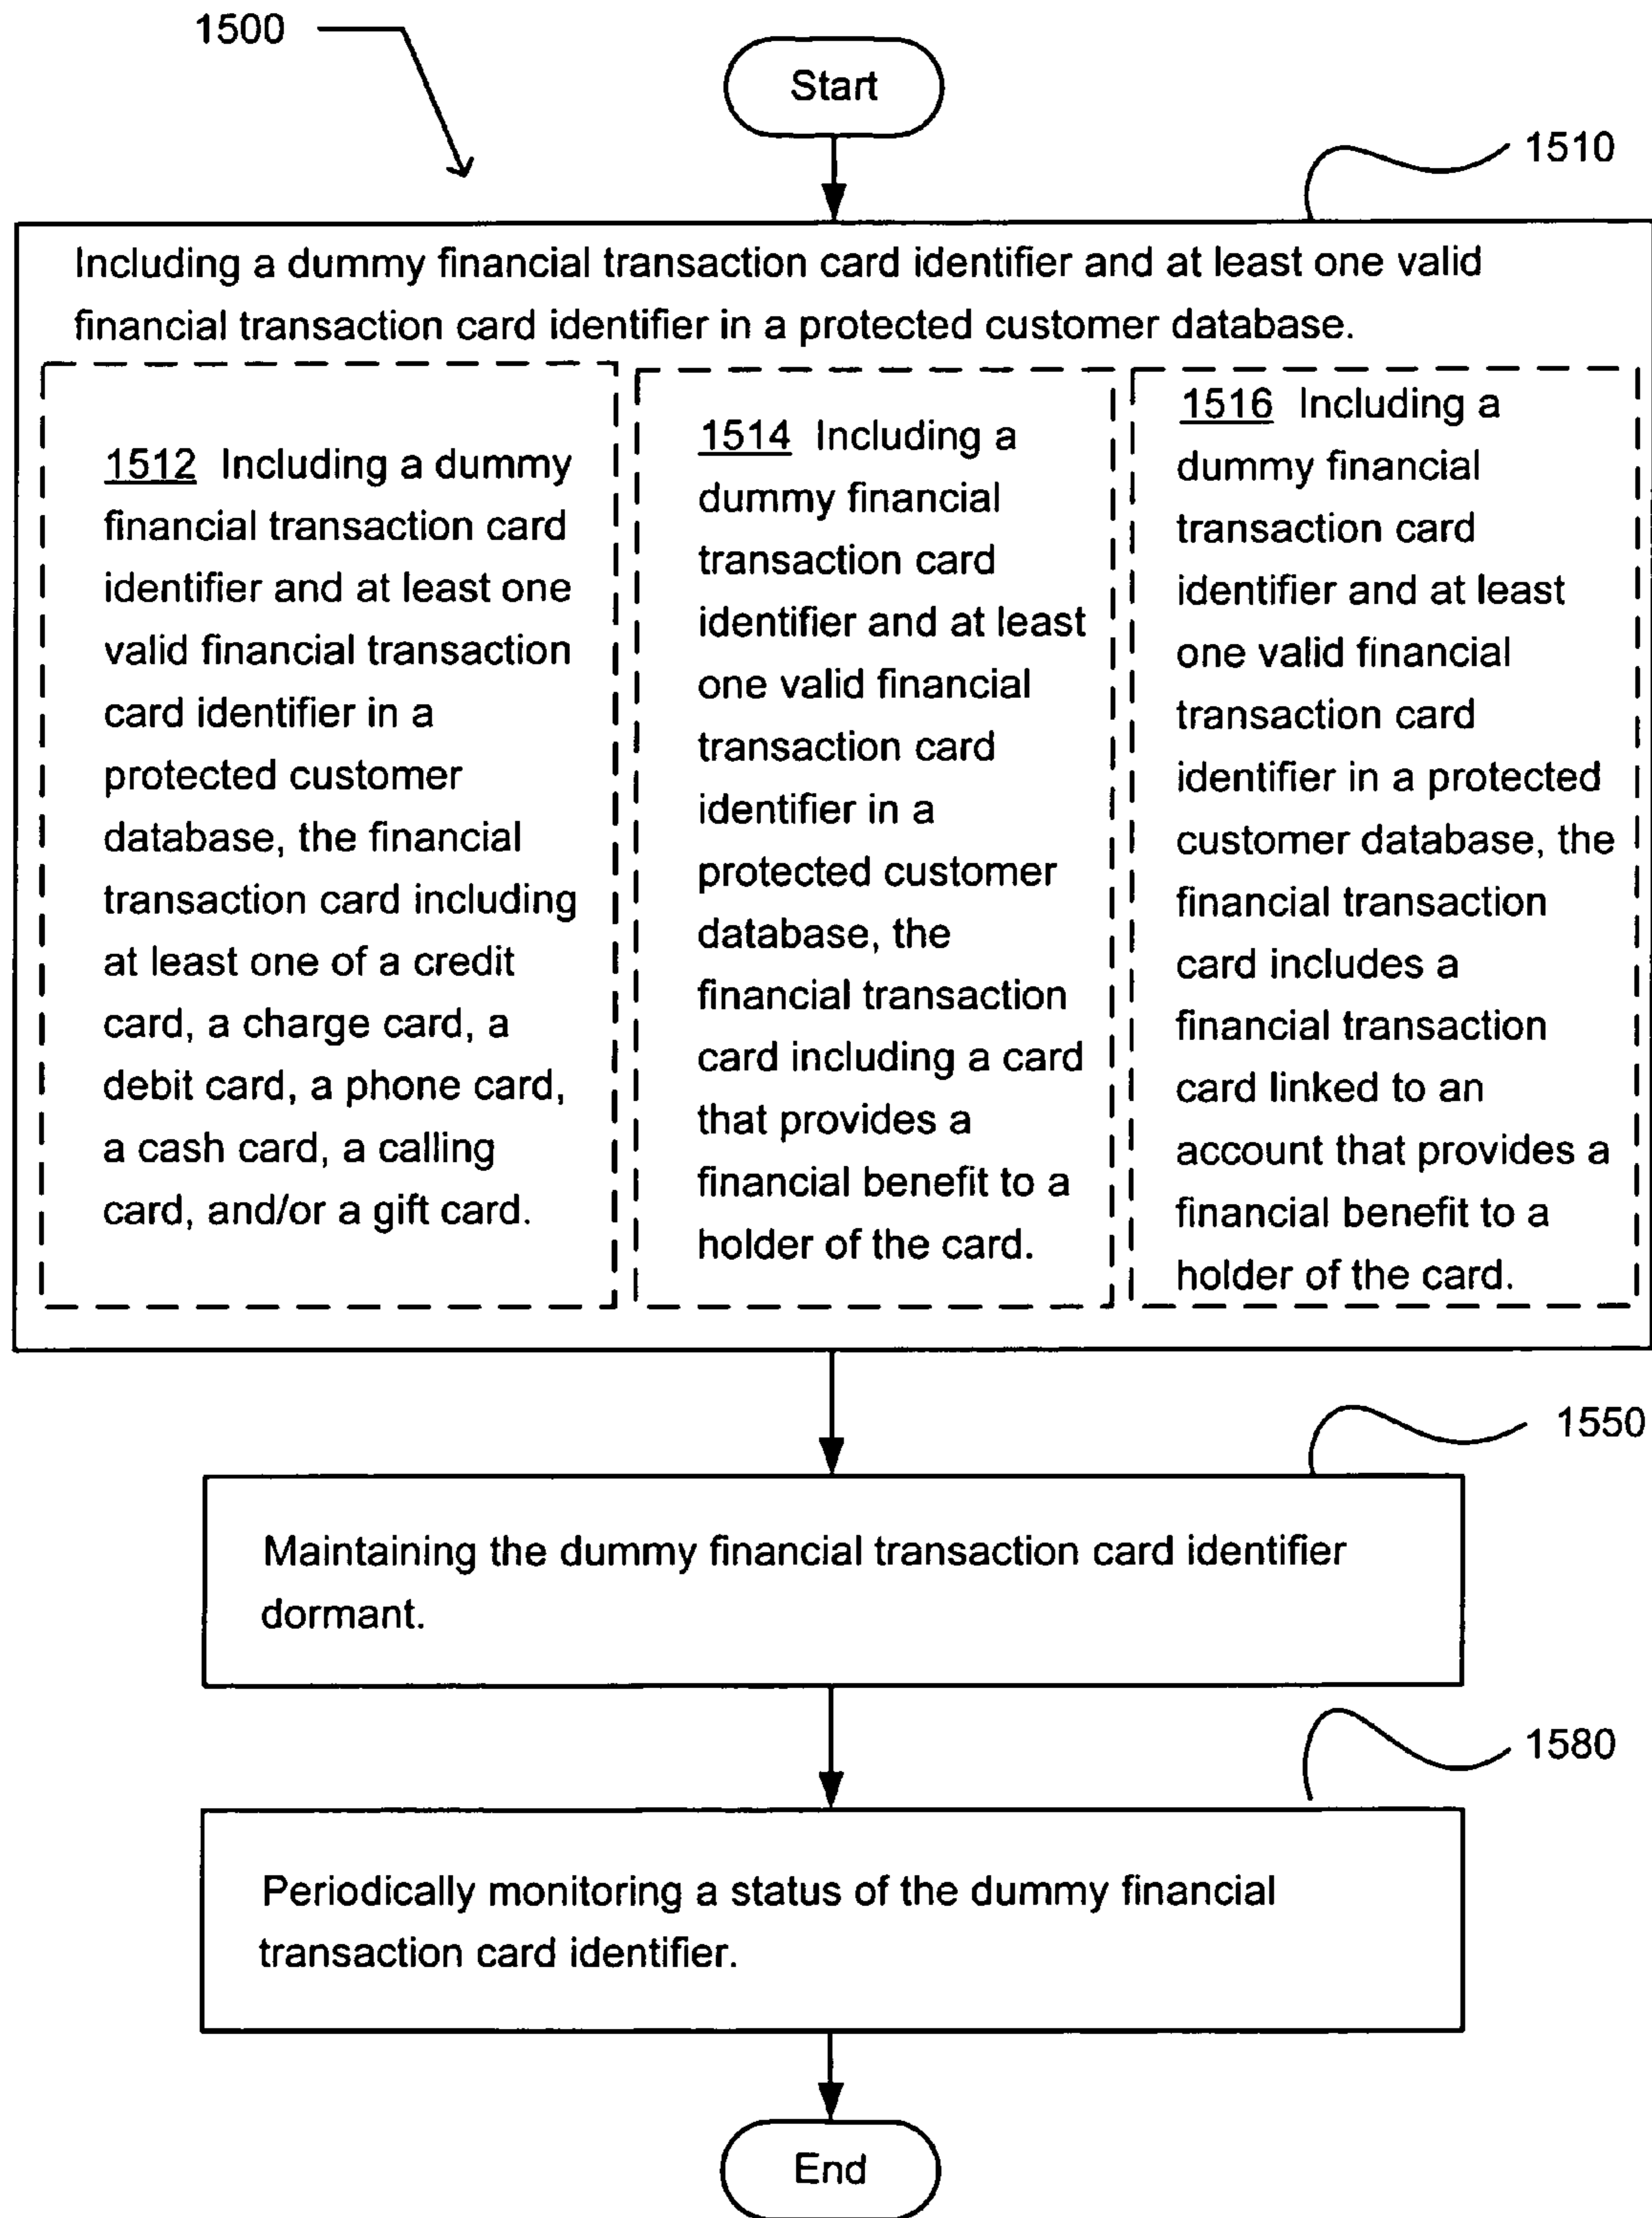 1500
Start
1510
Including a dummy financial transaction card identifier and at least one valid
financial transaction card identifier in a protected customer database.
1512 Including a dummy
financial transaction card
identifier and at least one
valid financial transaction
card identifier in a
protected customer
database, the financial
transaction card including
at least one of a credit
card, a charge card, a
debit card, a phone card,
a cash card, a calling
card, and/or a gift card.
1514 Including a
dummy financial
transaction card
identifier and at least
one valid financial
transaction card
identifier in a
protected customer
database, the
financial transaction
card including a card
that provides a
financial benefit to a
holder of the card.
1516 Including a
dummy financial
transaction card
identifier and at least
one valid financial
transaction card
identifier in a protected
customer database, the
financial transaction
card includes a
financial transaction
card linked to an
account that provides a
financial benefit to a
holder of the card.
1550
Maintaining the dummy financial transaction card identifier
dormant.
1580
Periodically monitoring a status of the dummy financial
transaction card identifier.
End